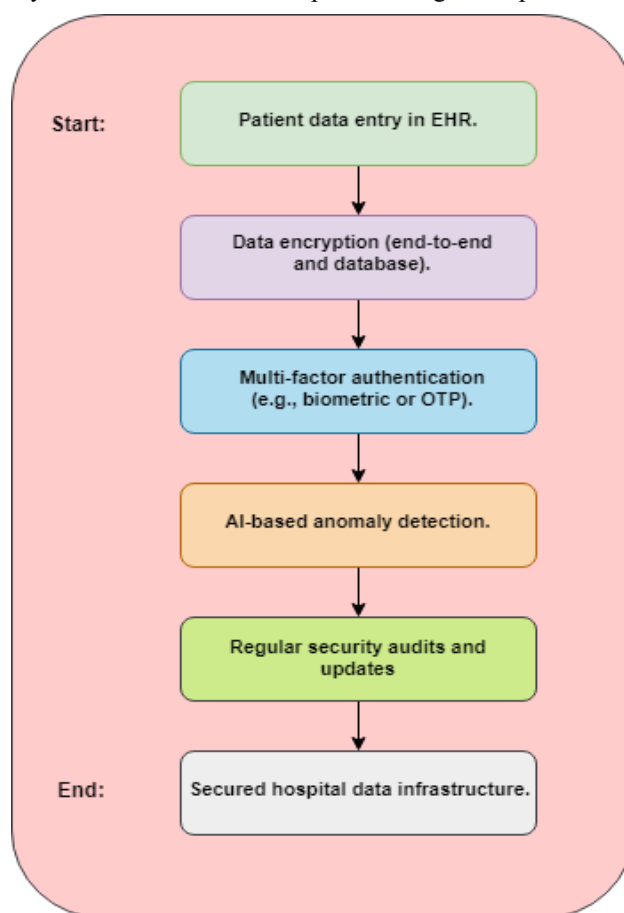 Start:
Patient data entry in EHR.
Data encryption (end-to-end
and database).
Multi-factor authentication
(e.g., biometric or OTP).
AI-based anomaly detection.
Regular security audits and
updates
End:
Secured hospital data infrastructure.